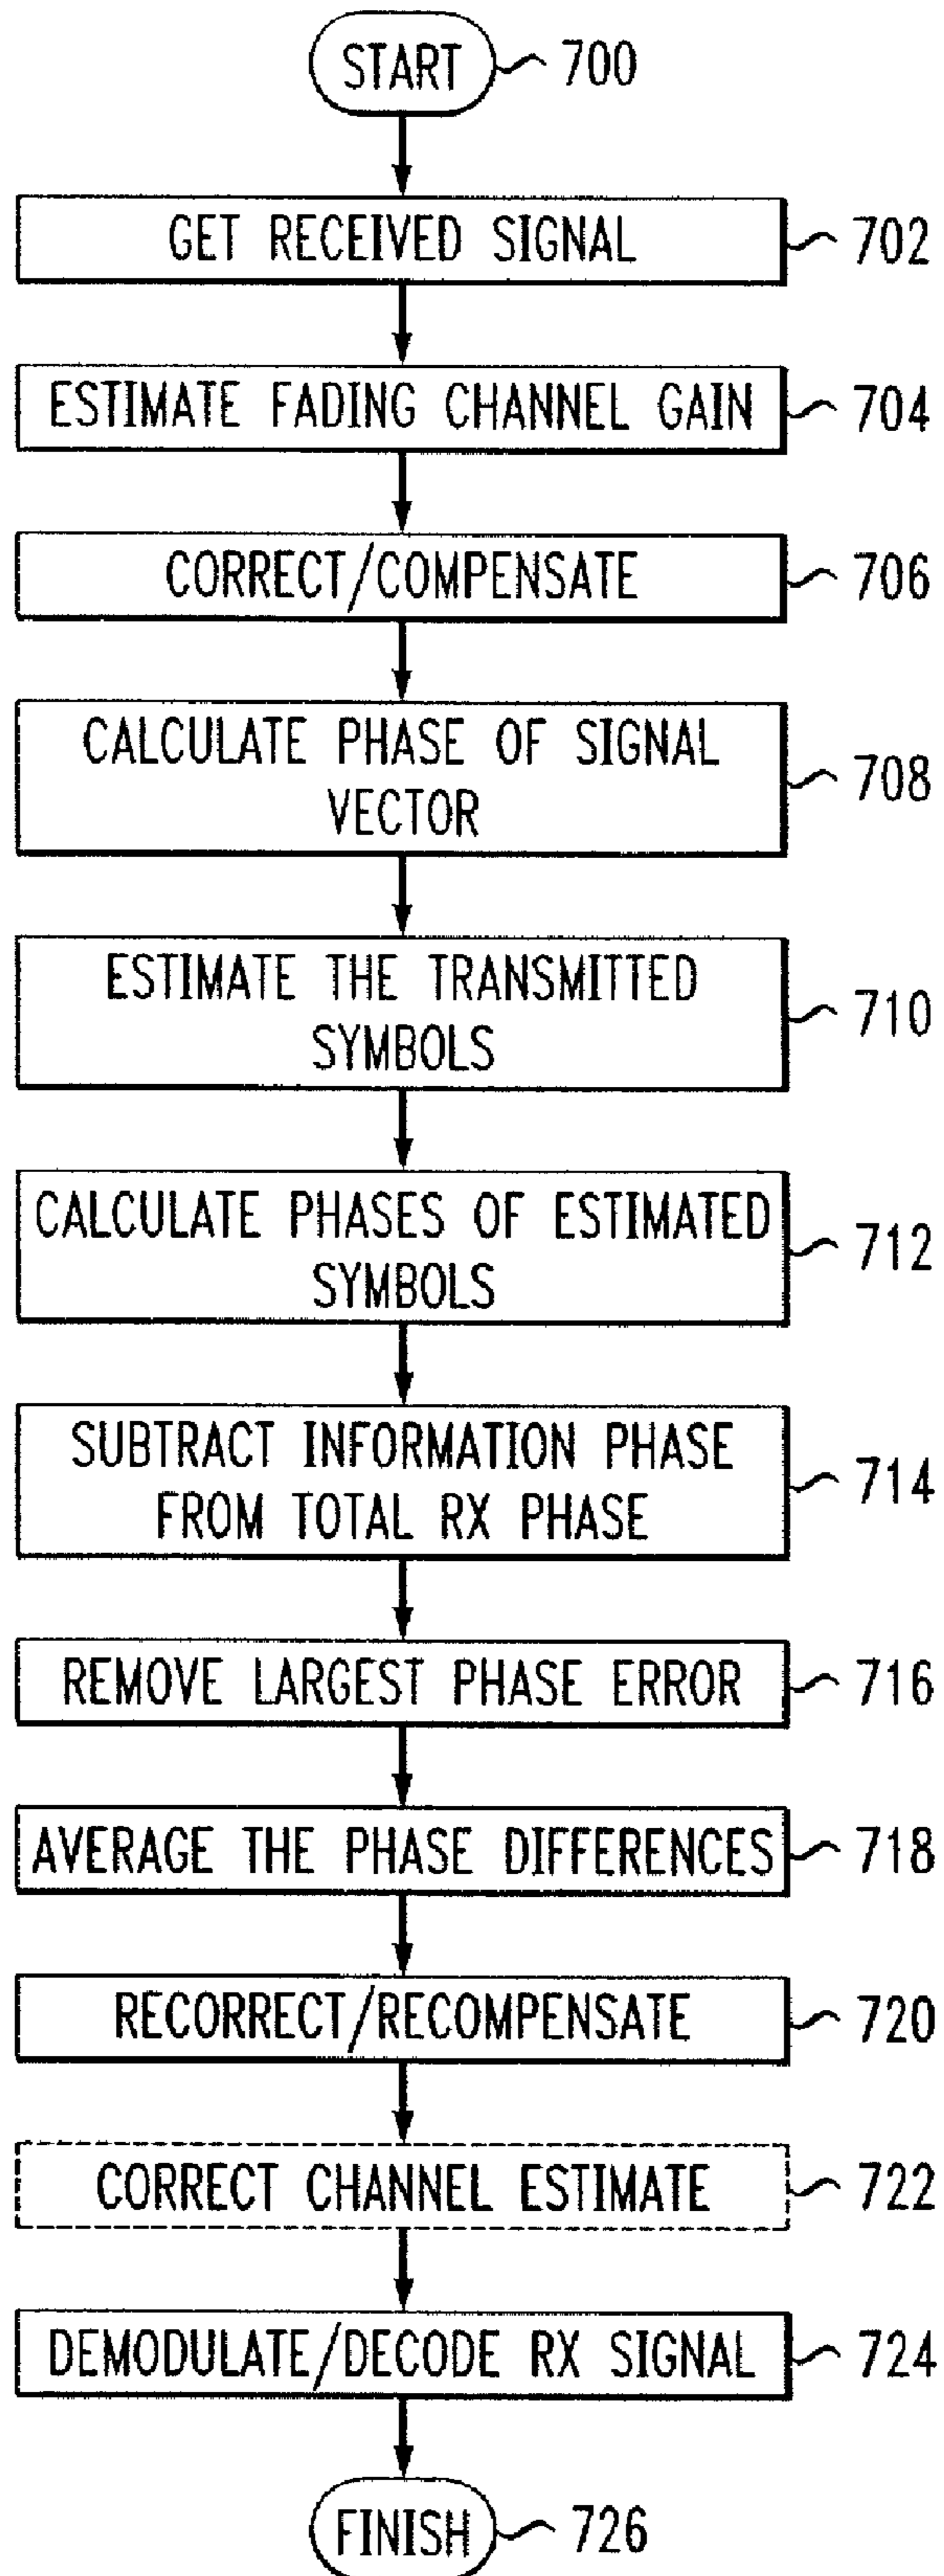 START 700
GET RECEIVED SIGNAL 702
ESTIMATE FADING CHANNEL GAIN 704
CORRECT/COMPENSATE 706
CALCULATE PHASE OF SIGNAL
VECTOR 708
ESTIMATE THE TRANSMITTED
SYMBOLS 710
CALCULATE PHASES OF ESTIMATED
SYMBOLS 712
SUBTRACT INFORMATION PHASE
FROM TOTAL RX PHASE 714
REMOVE LARGEST PHASE ERROR 716
AVERAGE THE PHASE DIFFERENCES 718
RECORRECT/RECOMPENSATE 720
CORRECT CHANNEL ESTIMATE 722
DEMODULATE/DECODE RX SIGNAL 724
FINISH 726